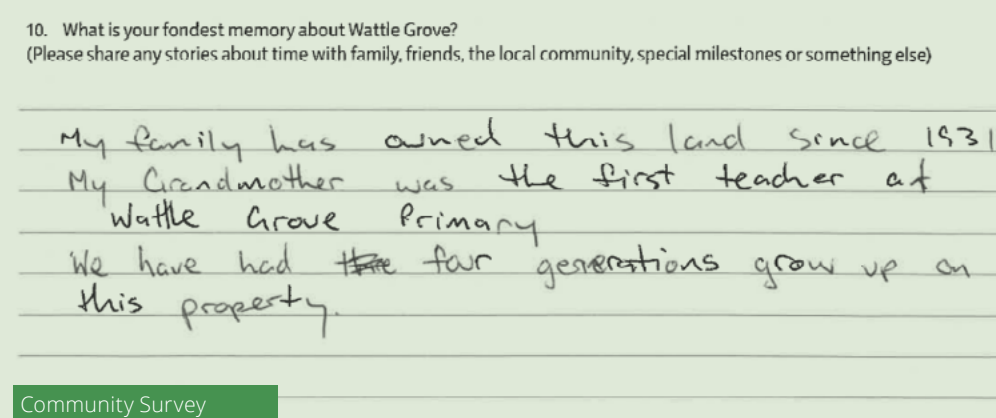 10. What is your fondest memory about Wattle Grove?
(Please share any stories about time with family, friends, the local community, special milestones or something else)
My family has owned this land since 1931
My Grandmother was the first teacher at
Wattle Grove Primary
We have had four generations grow up on
this property.
Community Survey